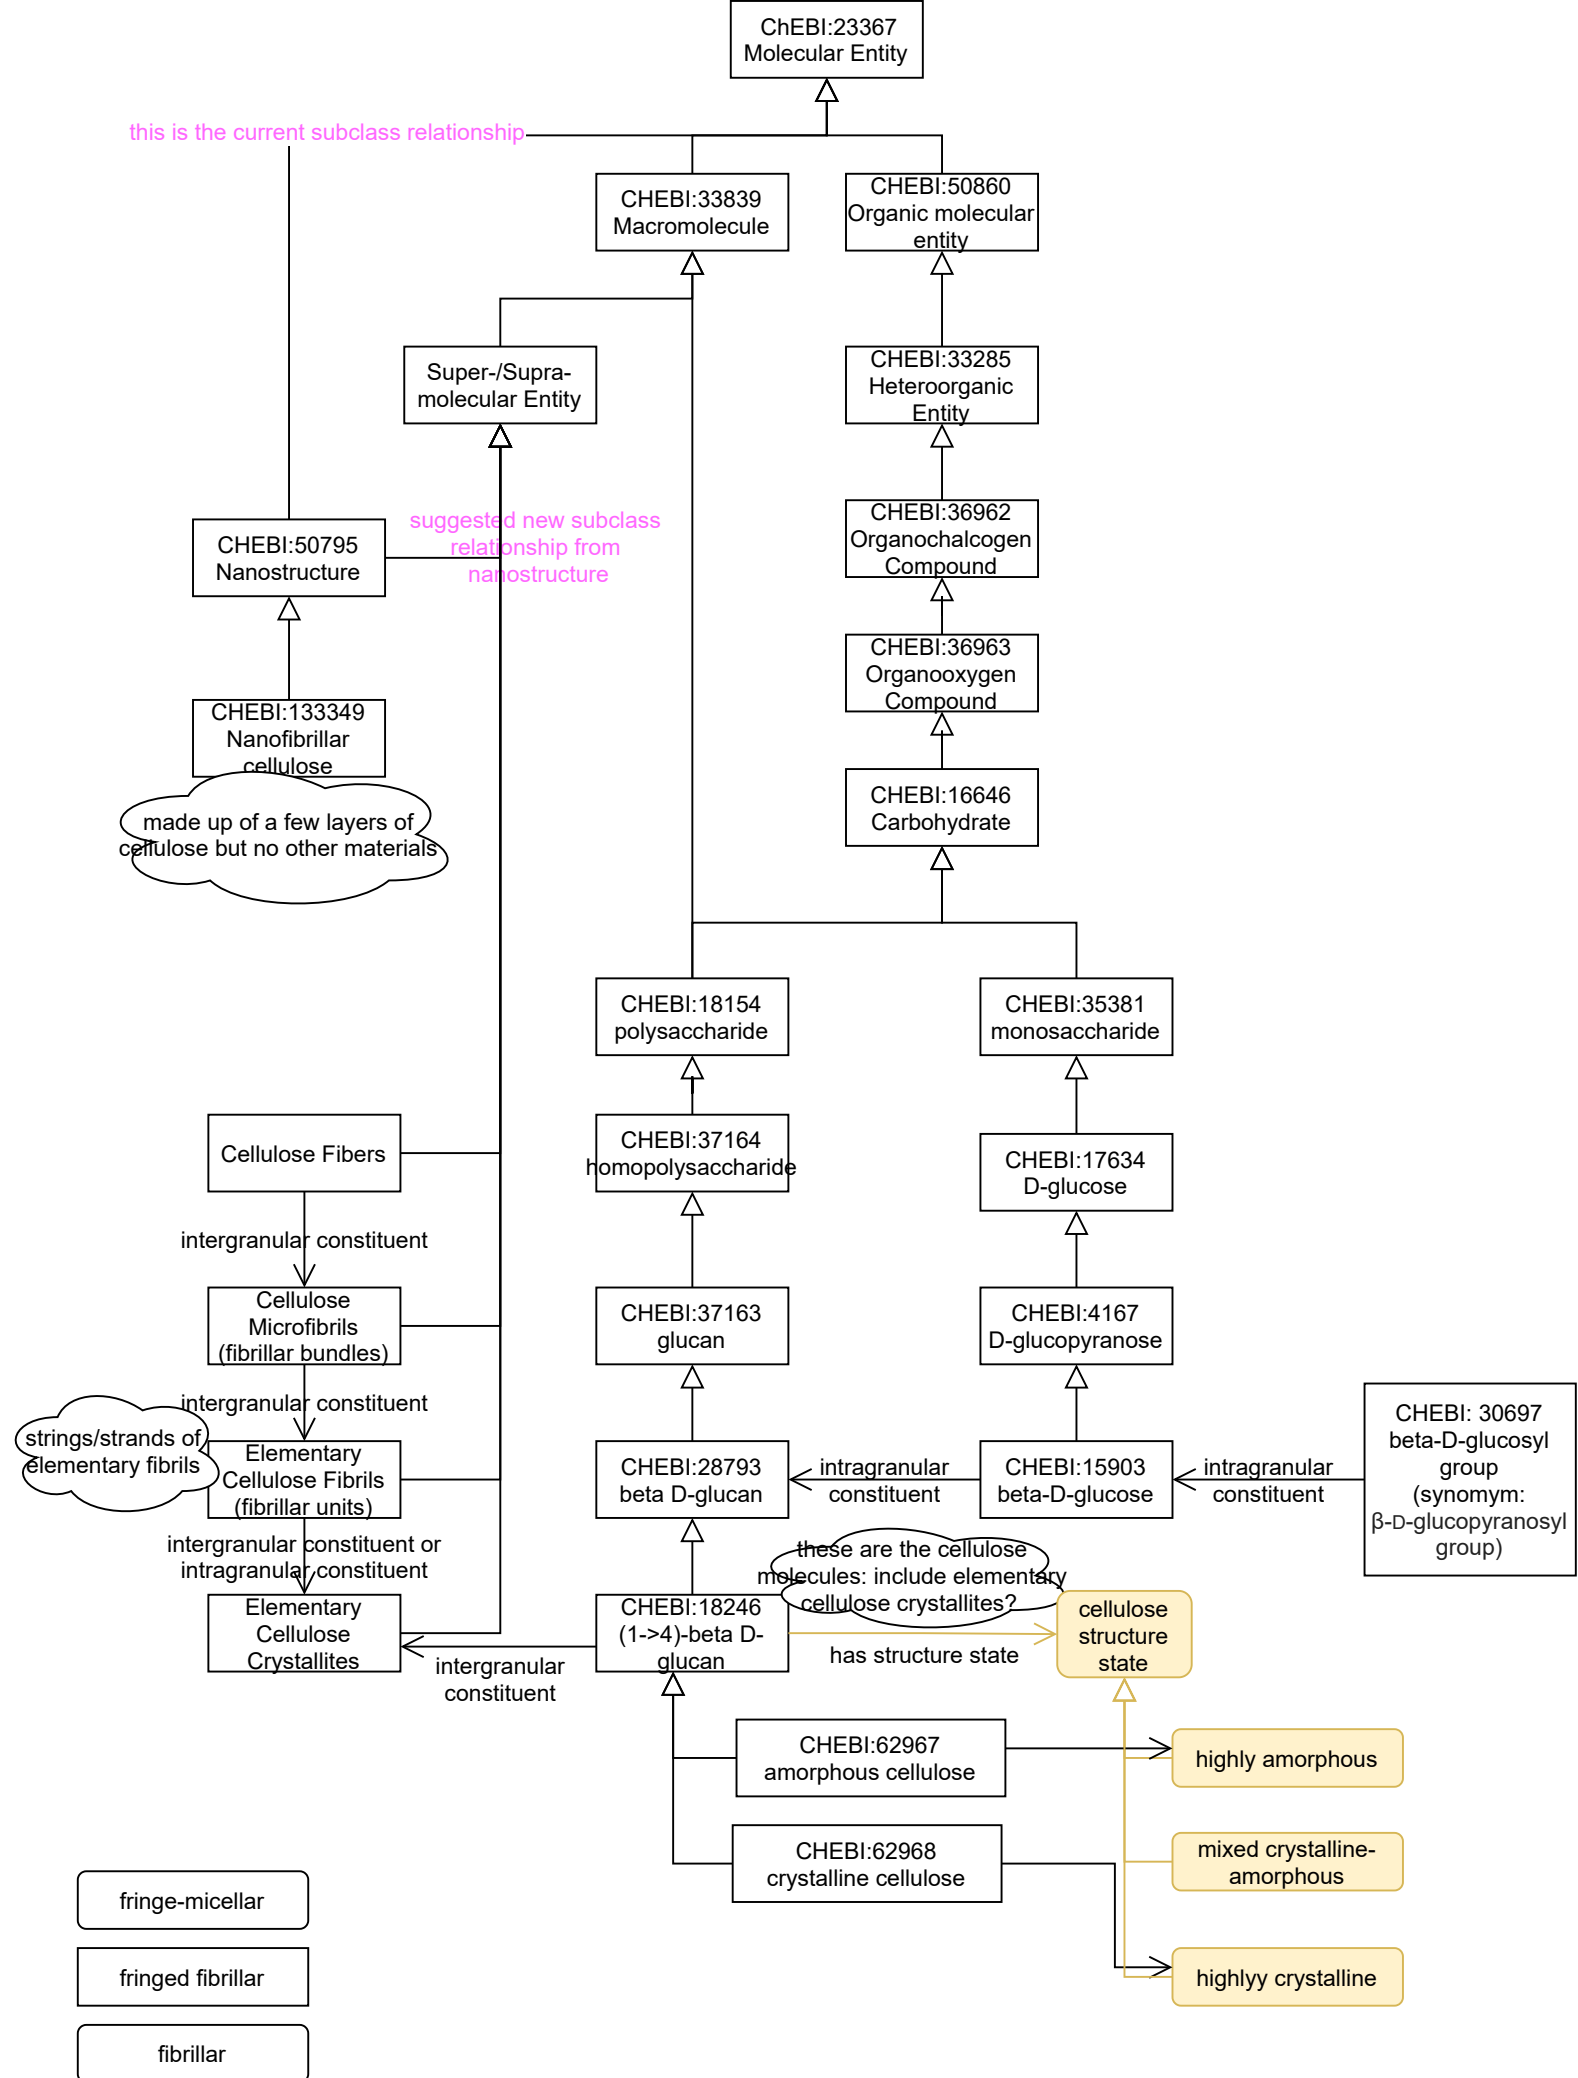 ChEBI:23367
Molecular Entity
this is the current subclass relationship
CHEBI:33839
Macromolecule
CHEBI:50860
Organic molecular
entity
Super-/Supra-
molecular Entity
CHEBI:33285
Heteroorganic
Entity
suggested new subclass
relationship from
nanostructure
CHEBI:50795
Nanostructure
CHEBI:36962
Organochalcogen
Compound
CHEBI:36963
Organooxygen
Compound
CHEBI:133349
Nanofibrillar
cellulose
made up of a few layers of
cellulose but no other materials
CHEBI:16646
Carbohydrate
CHEBI:18154
polysaccharide
CHEBI:35381
monosaccharide
Cellulose Fibers
CHEBI:37164
homopolysaccharide
CHEBI:17634
D-glucose
intergranular constituent
Cellulose
Microfibrils
(fibrillar bundles)
CHEBI:37163
glucan
CHEBI:4167
D-glucopyranose
intergranular constituent
strings/strands of
elementary fibrils
Elementary
Cellulose Fibrils
(fibrillar units)
CHEBI:28793
beta D-glucan
intragranular
constituent
CHEBI:15903
beta-D-glucose
intragranular
constituent
CHEBI: 30697
beta-D-glucosyl
group
(synomym:
β-D-glucopyranosyl
group)
intergranular constituent or
intragranular constituent
these are the cellulose
molecules: include elementary
cellulose crystallites?
Elementary
Cellulose
Crystallites
intergranular
constituent
CHEBI:18246
(1->4)-beta D-
glucan
has structure state
cellulose
structure
state
CHEBI:62967
amorphous cellulose
highly amorphous
CHEBI:62968
crystalline cellulose
mixed crystalline-
amorphous
highlyy crystalline
fringe-micellar
fringed fibrillar
fibrillar